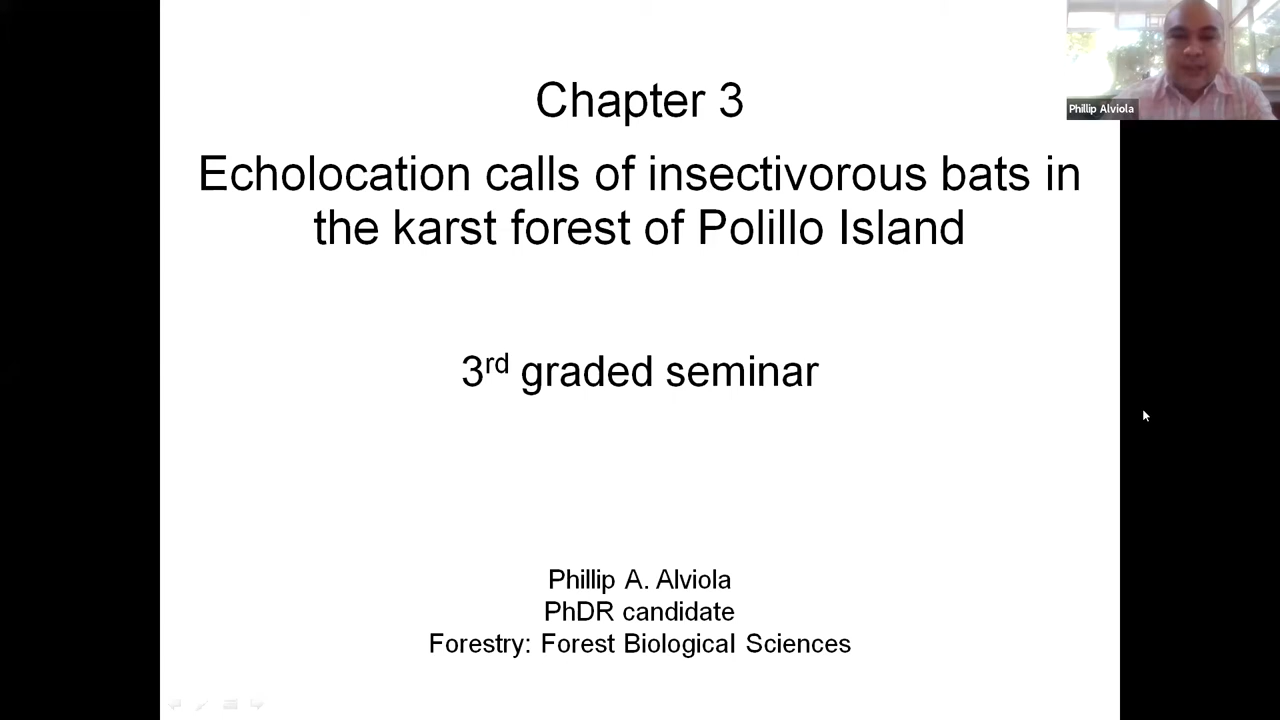 Phillip Alviola
Chapter 3
Echolocation calls of insectivorous bats in
the karst forest of Polillo Island
3rd graded seminar
Phillip A. Alviola
PhDR candidate
Forestry: Forest Biological Sciences